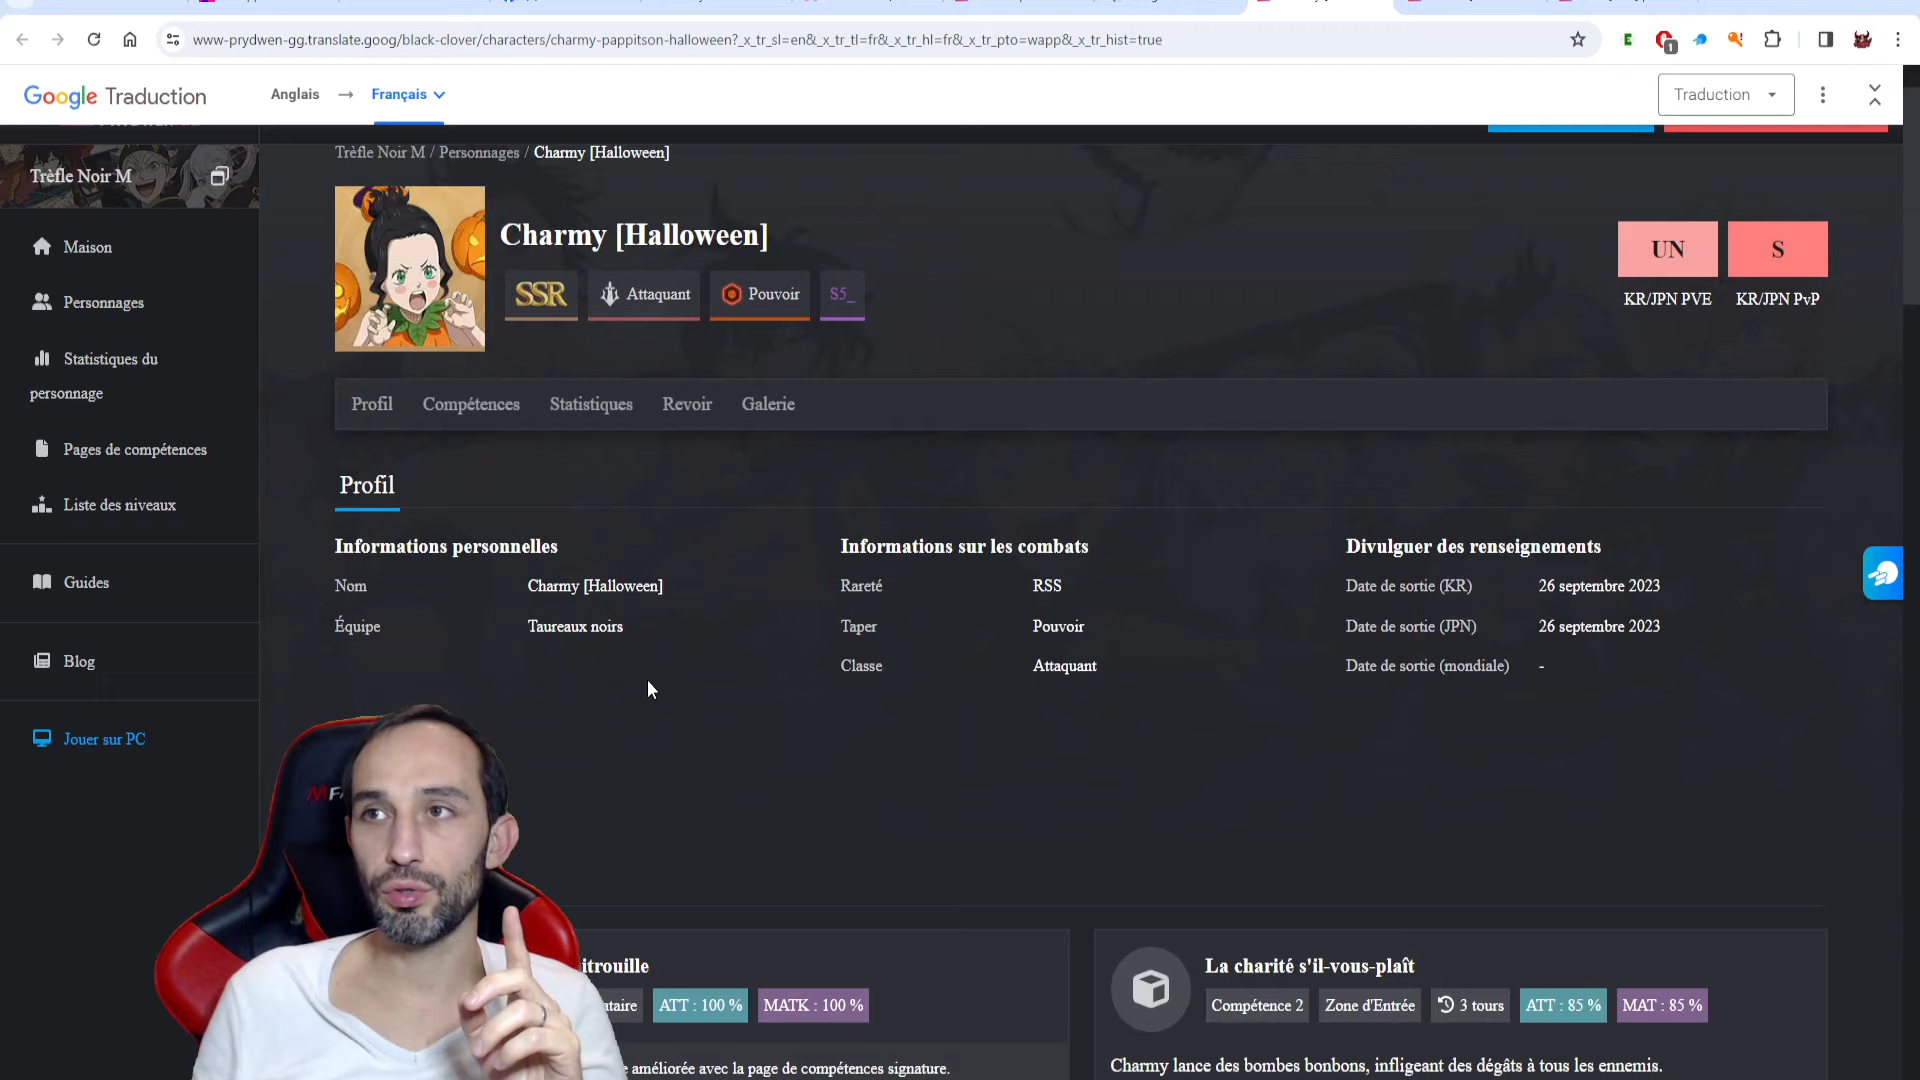 www-prydwen-gg.translate.goog/black-clover/characters/charmy-pappitson-halloween?_x_tr_sl=en&_x_tr_tl=fr&_x_tr_hl=fr&_x_tr_pto=wapp&_x_tr_hist=true
E
1
Google Traduction
Anglais
Français
Traduction
Trèfle Noir M / Personnages / Charmy [Halloween]
Trèfle Noir M
Charmy [Halloween]
SSR
Attaquant
Pouvoir
S5_
UN
S
KR/JPN PVE
KR/JPN PvP
Maison
Personnages
Statistiques du
personnage
Pages de compétences
Liste des niveaux
Guides
Blog
Jouer sur PC
Profil
Compétences
Statistiques
Revoir
Galerie
Profil
Informations personnelles
Nom
Charmy [Halloween]
Équipe
Taureaux noirs
Informations sur les combats
Rareté
RSS
Taper
Pouvoir
Classe
Attaquant
Divulguer des renseignements
Date de sortie (KR)
26 septembre 2023
Date de sortie (JPN)
26 septembre 2023
Date de sortie (mondiale)
-
itrouille
ataire
ATT : 100 %
MATK : 100 %
améliorée avec la page de compétences signature.
La charité s'il-vous-plaît
Compétence 2
Zone d'Entrée
3 tours
ATT : 85 %
MAT : 85 %
Charmy lance des bombes bonbons, infligeant des dégâts à tous les ennemis.